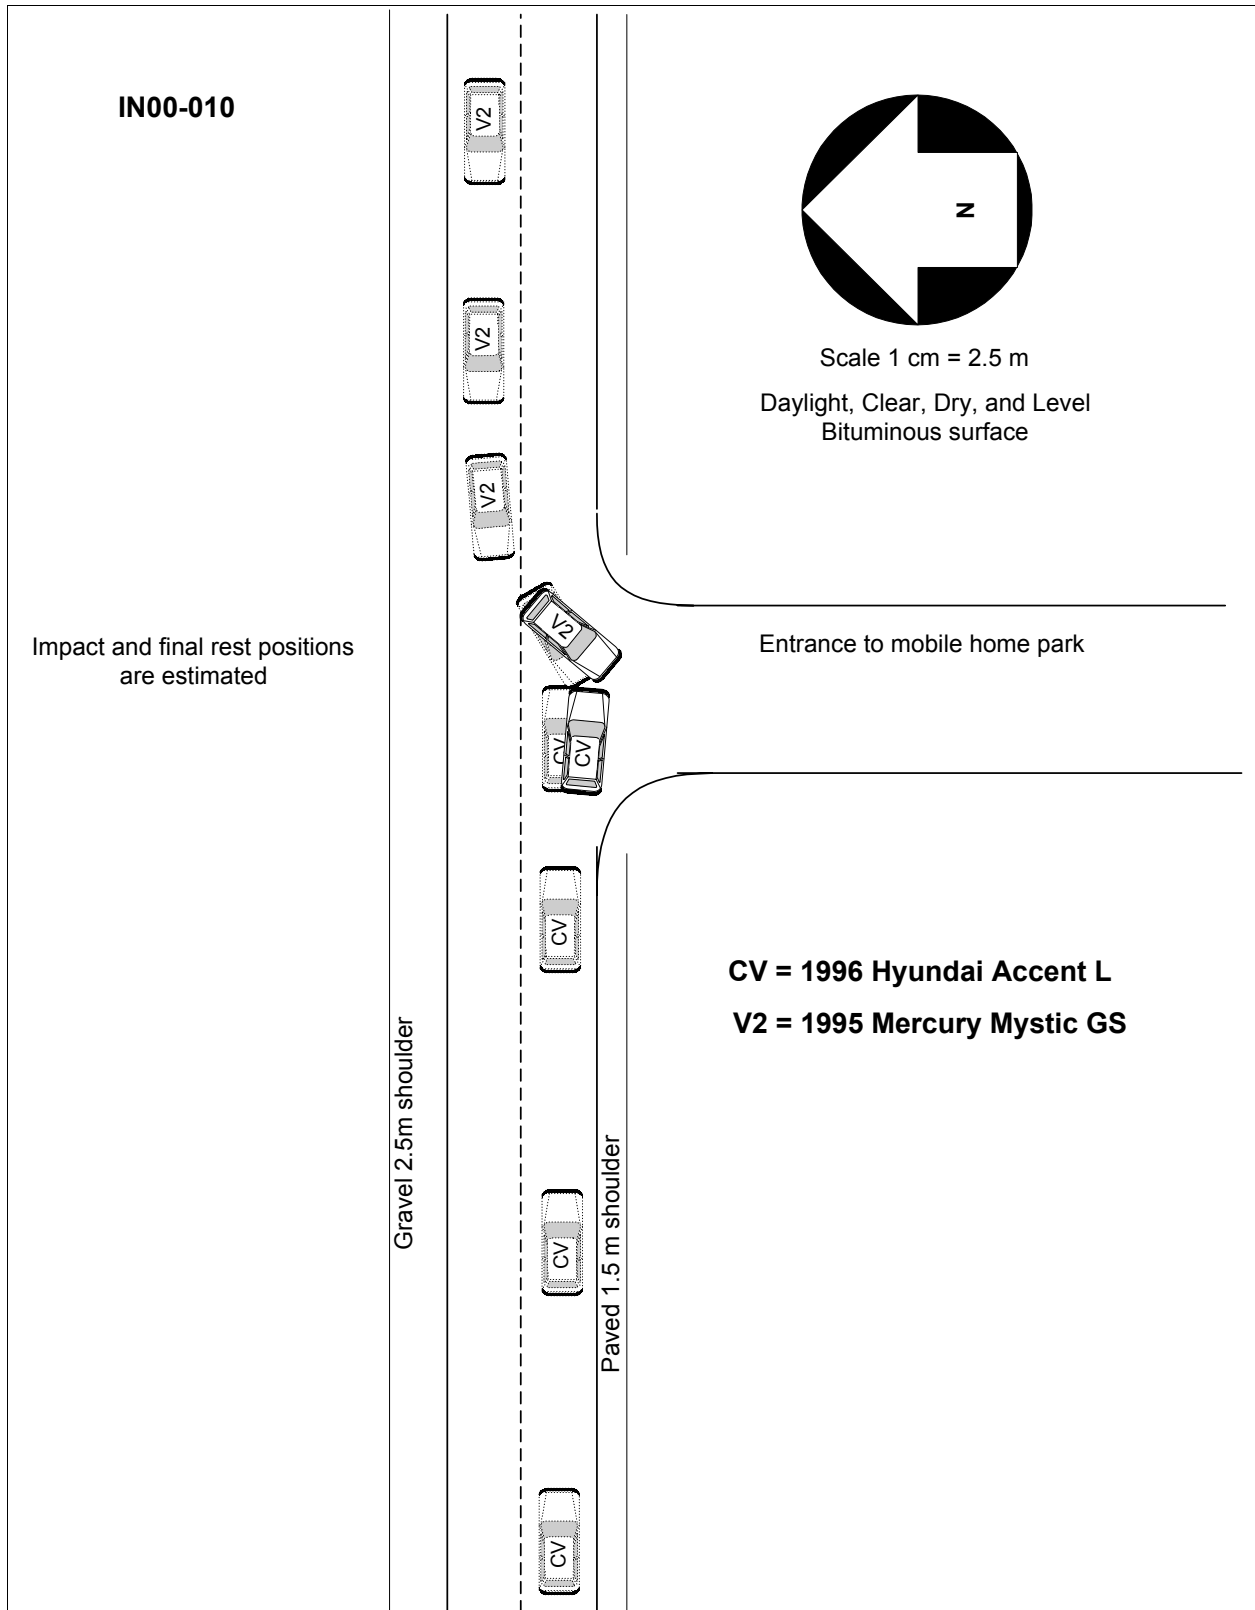 IN00-010
V2
N
V2
Scale 1 cm = 2.5 m
Daylight, Clear, Dry, and Level
Bituminous surface
V2
V2
Impact and final rest positions
are estimated
Entrance to mobile home park
CV
CV
CV
CV = 1996 Hyundai Accent L
V2 = 1995 Mercury Mystic GS
Gravel 2.5m shoulder
Paved 1.5 m shoulder
CV
CV